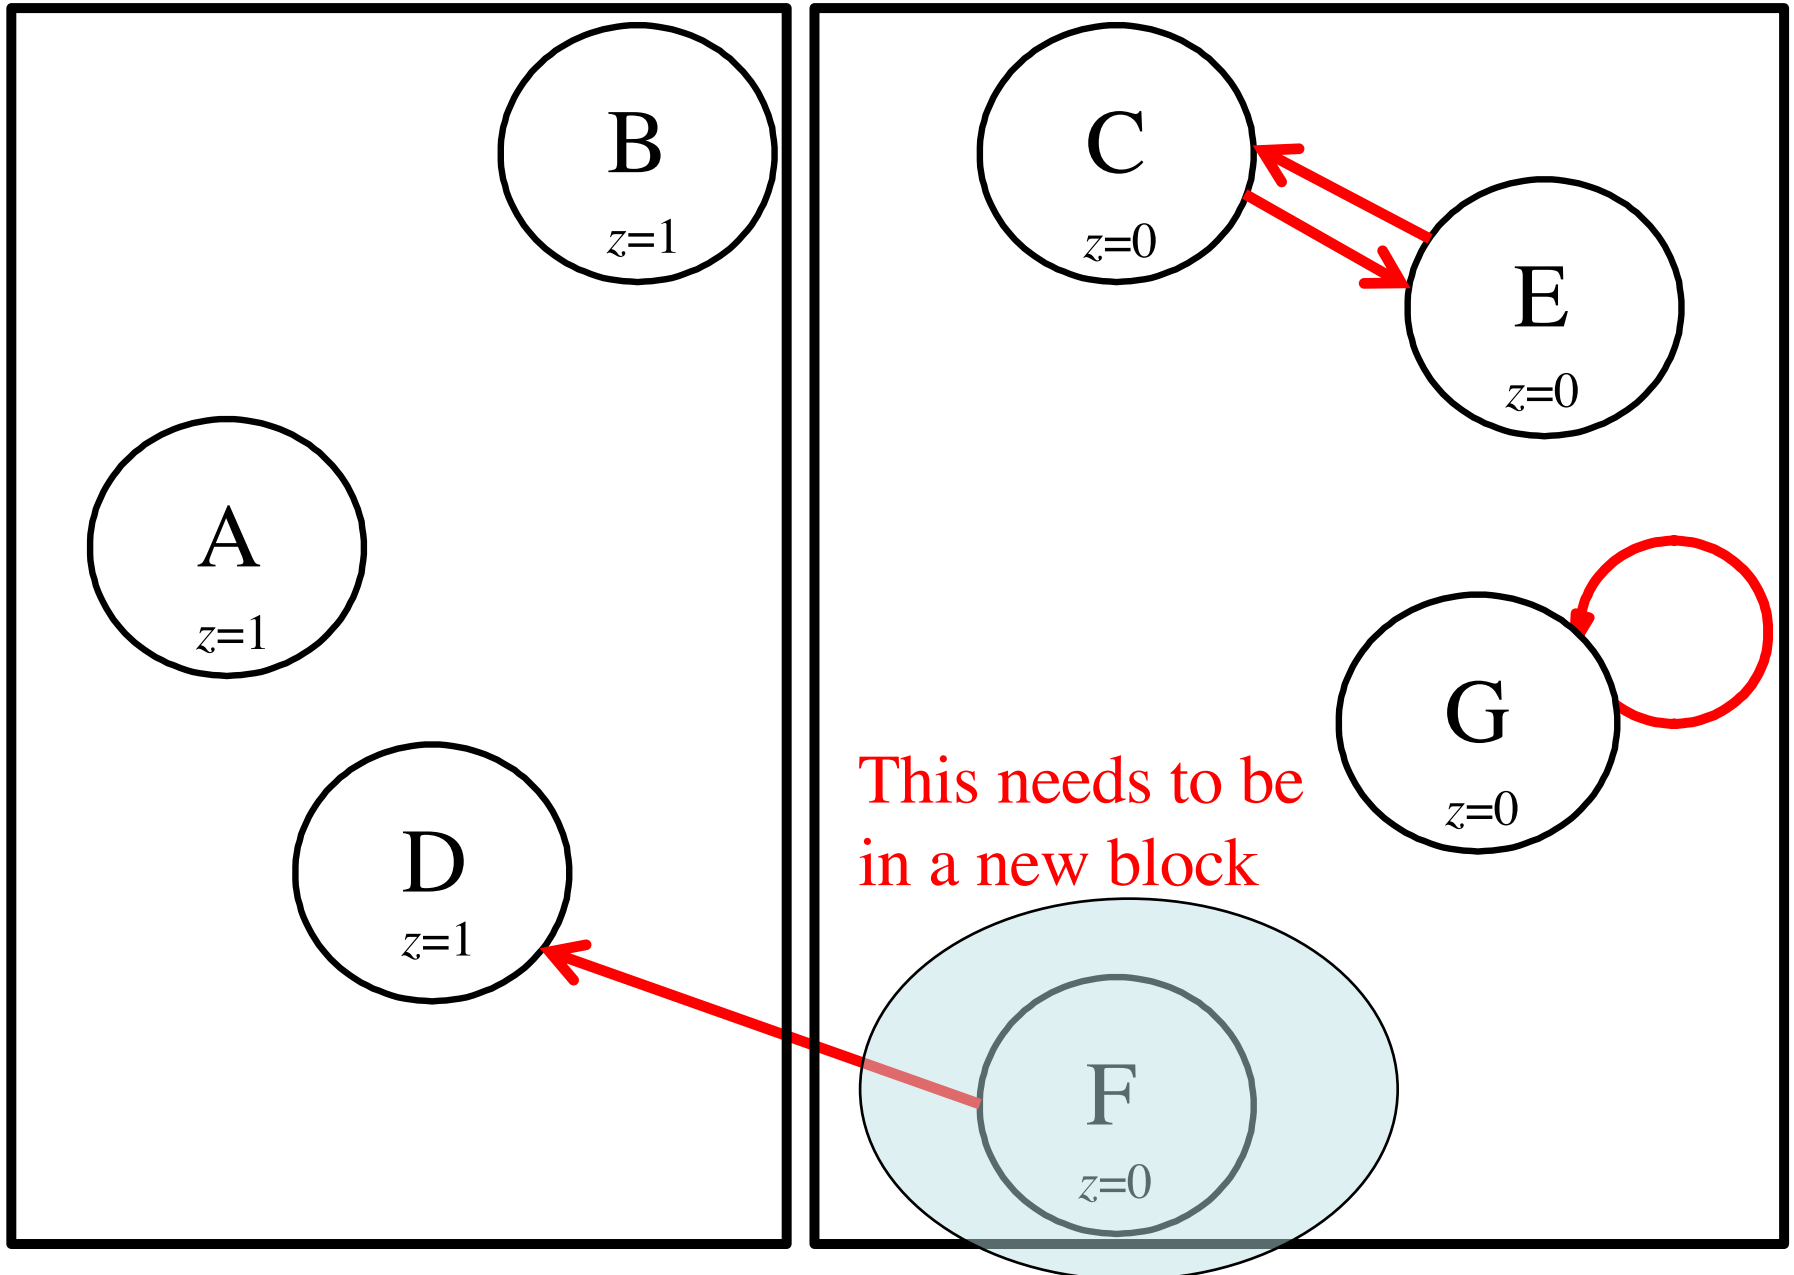 B
z=1
A
z=1
D
z=1
C
z=0
E
z=0
G
z=0
This needs to be
in a new block
F
z=0